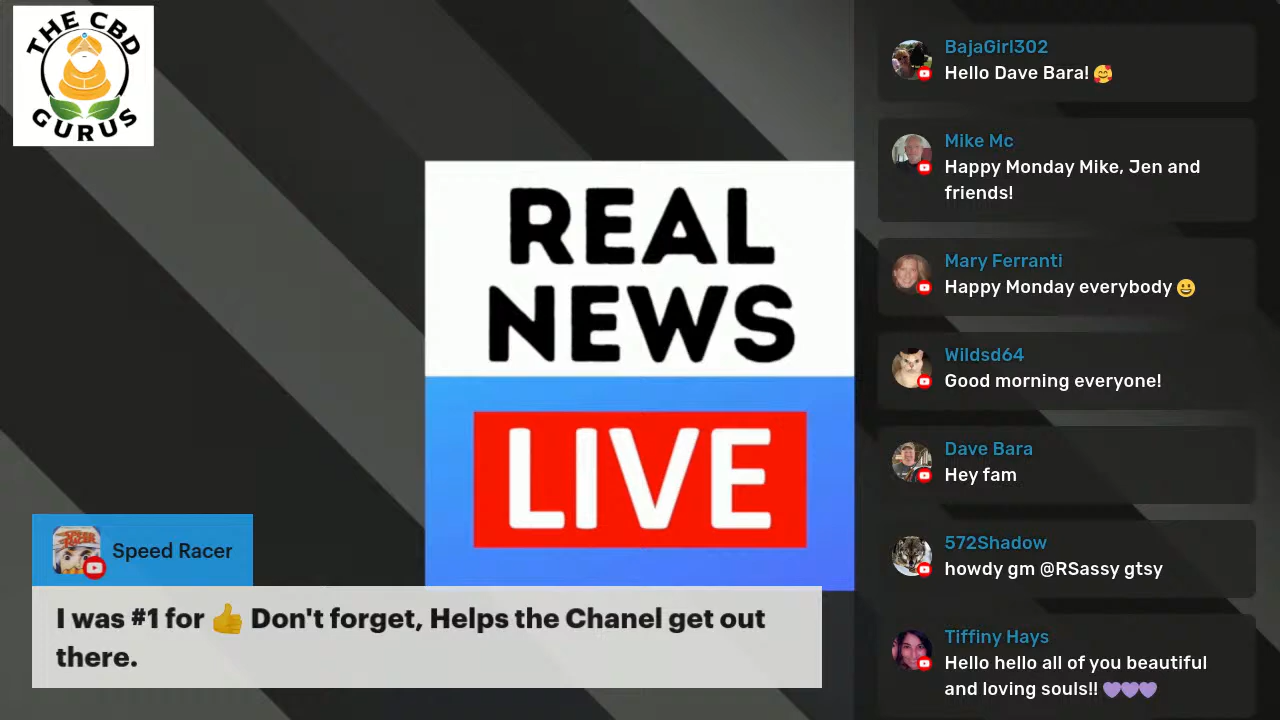 THE CBD
GURUS
REAL
NEWS
LIVE
Speed Racer
I was #1 for 👍 Don't forget, Helps the Chanel get out
there.
BajaGirl302
Hello Dave Bara! 🥰
Mike Mc
Happy Monday Mike, Jen and
friends!
Mary Ferranti
Happy Monday everybody 😀
Wildsd64
Good morning everyone!
Dave Bara
Hey fam
572Shadow
howdy gm @RSassy gtsy
Tiffiny Hays
Hello hello all of you beautiful
and loving souls!! 💜💜💜